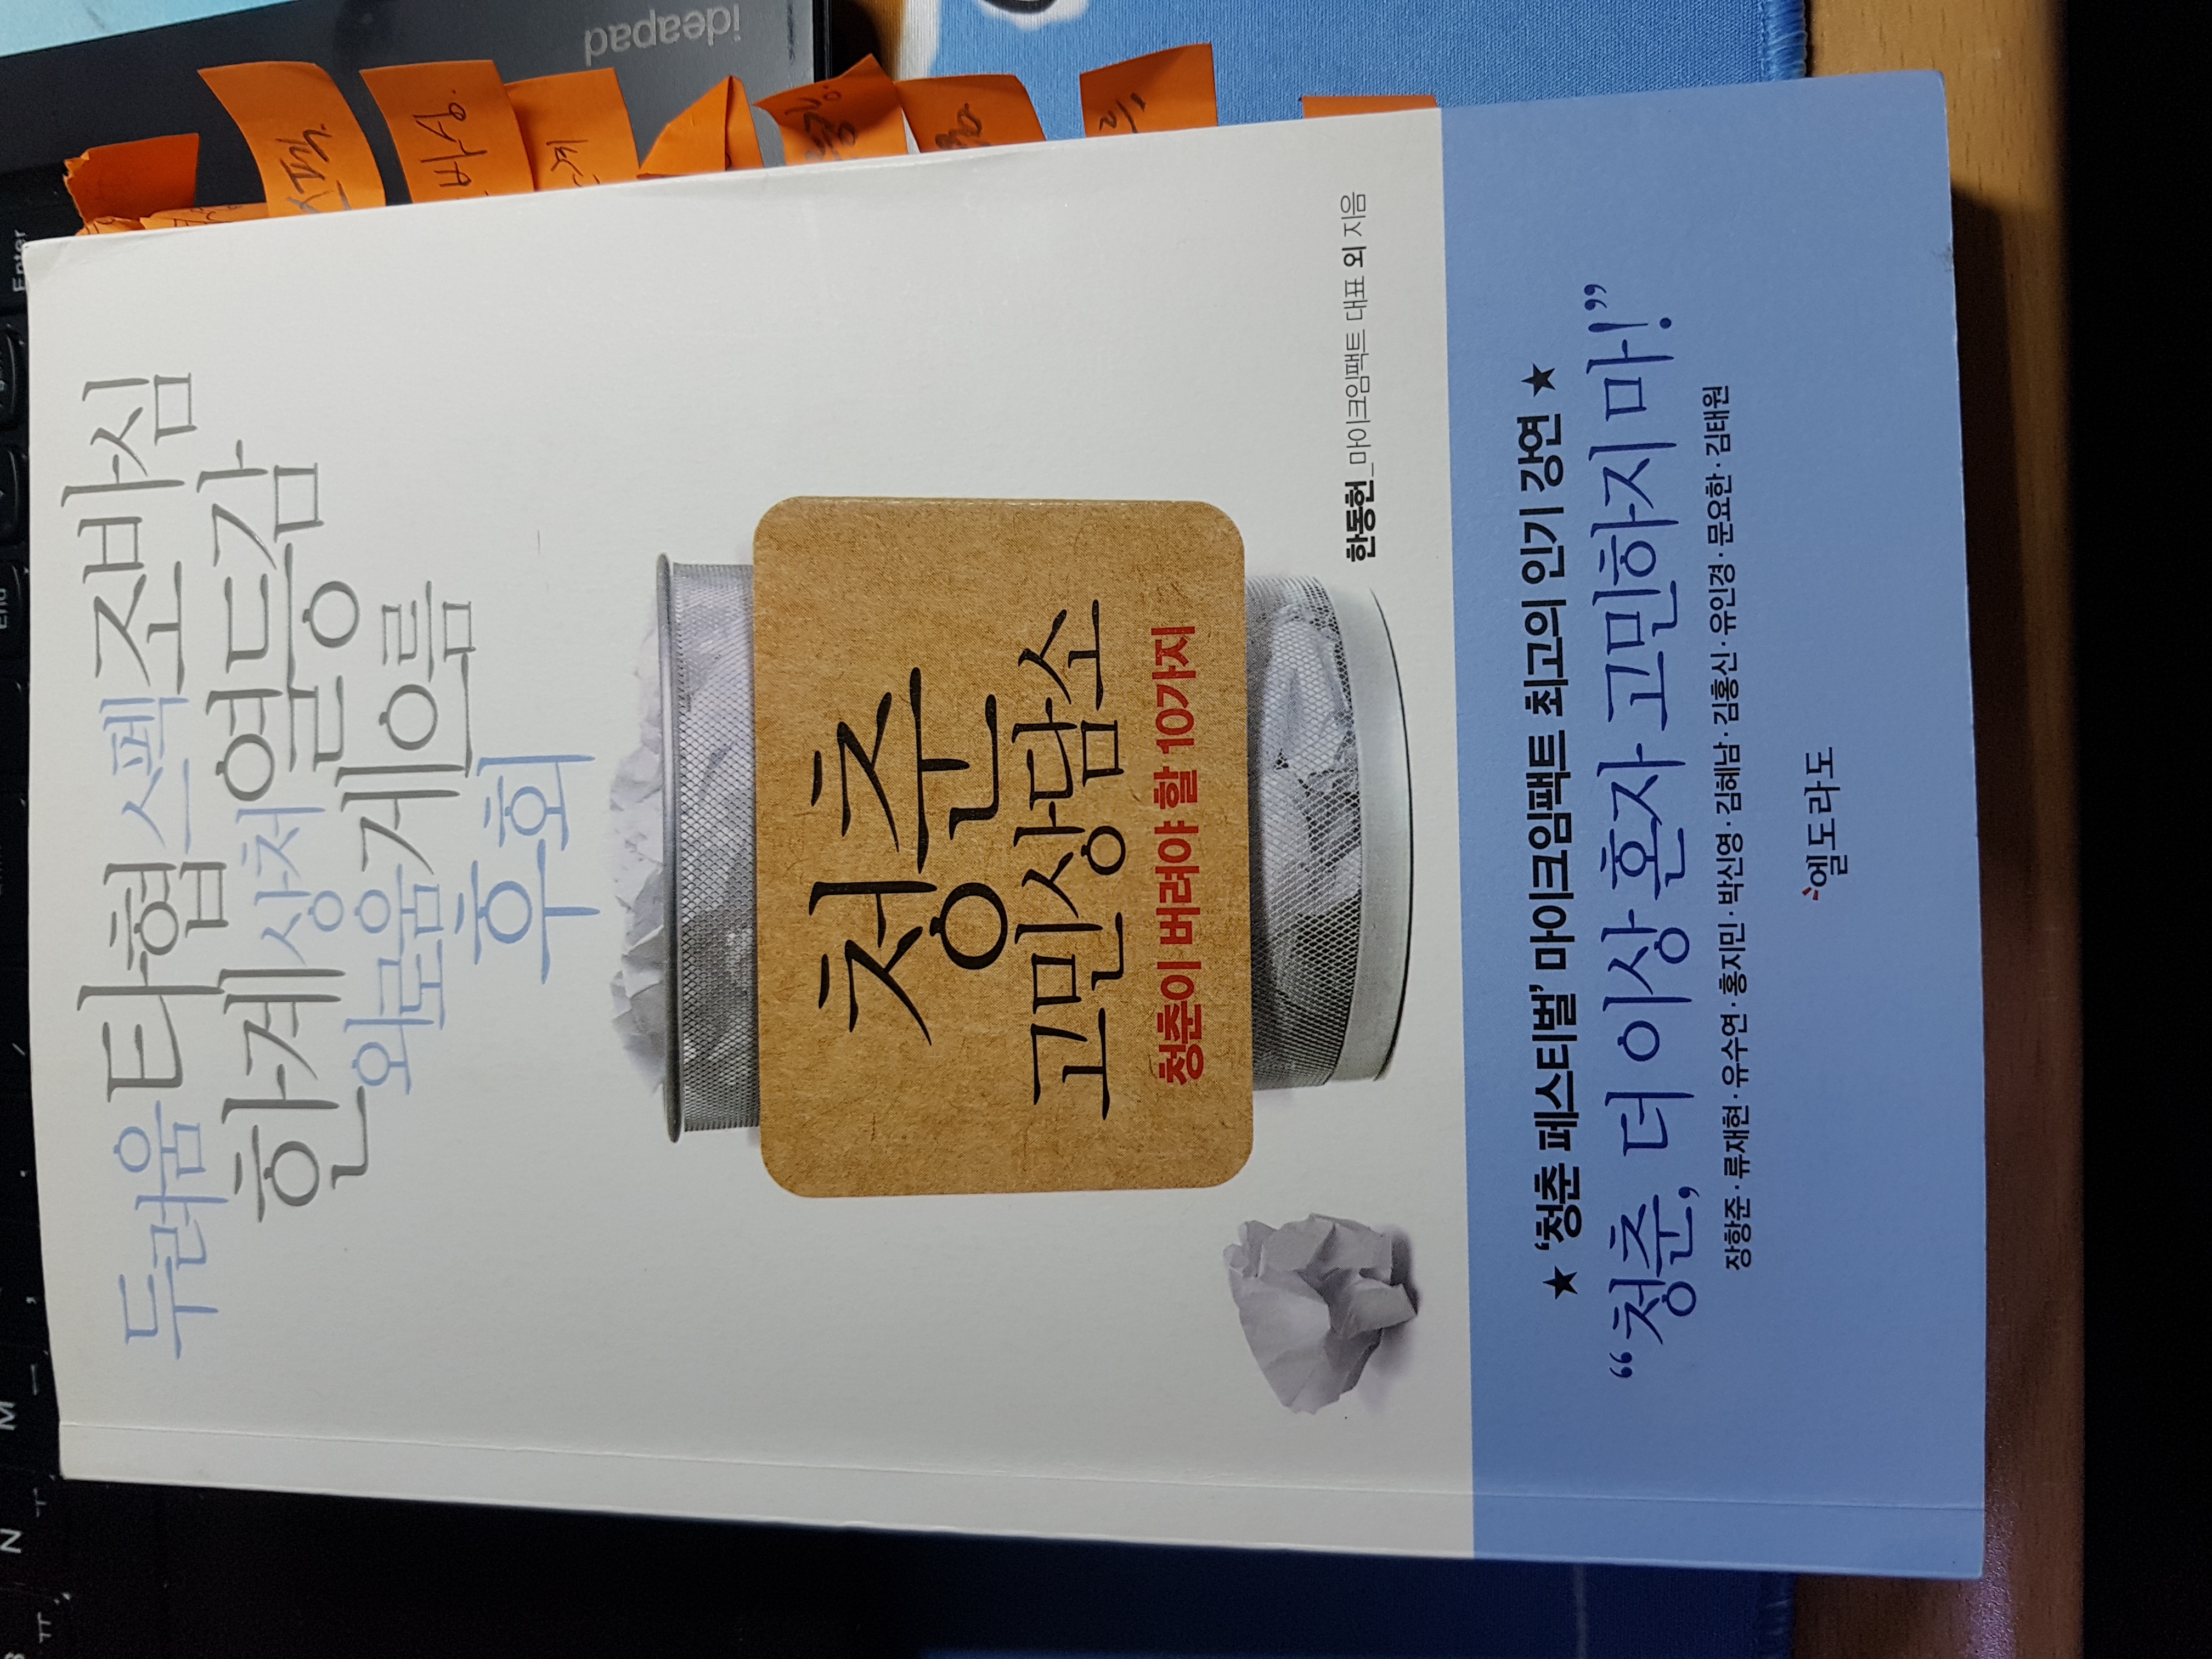 두려움 타협 스펙 조바심
한계 상처 열등감
외로움 게으름
후회
청춘
고민상담소
청춘이 버려야 할 10가지
한동헌_마이크임팩트 대표 외 지음
★ ‘청춘 페스티벌’ 마이크임팩트 최고의 인기 강연 ★
“청춘, 더 이상 혼자 고민하지 마!”
장항준·류재현·유수연·홍지민·박신영·김혜남·김홍신·유인경·문요한·김태원
엘도라도
ideapad
스펙
Enter
End
M
N
ㅠ
ㅜ